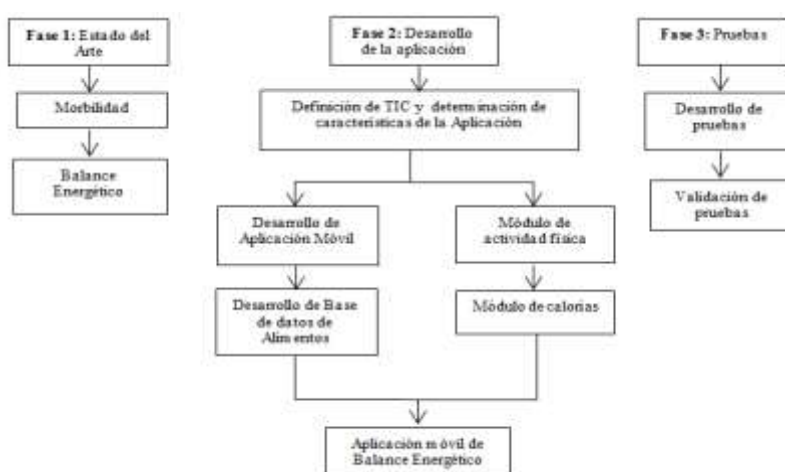 Fase 1: Estado del
Arte
Morbilidad
Balance
Energético
Fase 2: Desarrollo
de la aplicación
Definición de TIC y determinación de
características de la Aplicación
Desarrollo de
Aplicación Móvil
Desarrollo de Base
de datos de
Alimentos
Módulo de
actividad física
Módulo de calorías
Aplicación móvil de
Balance Energético
Fase 3: Pruebas
Desarrollo de
pruebas
Validación de
pruebas